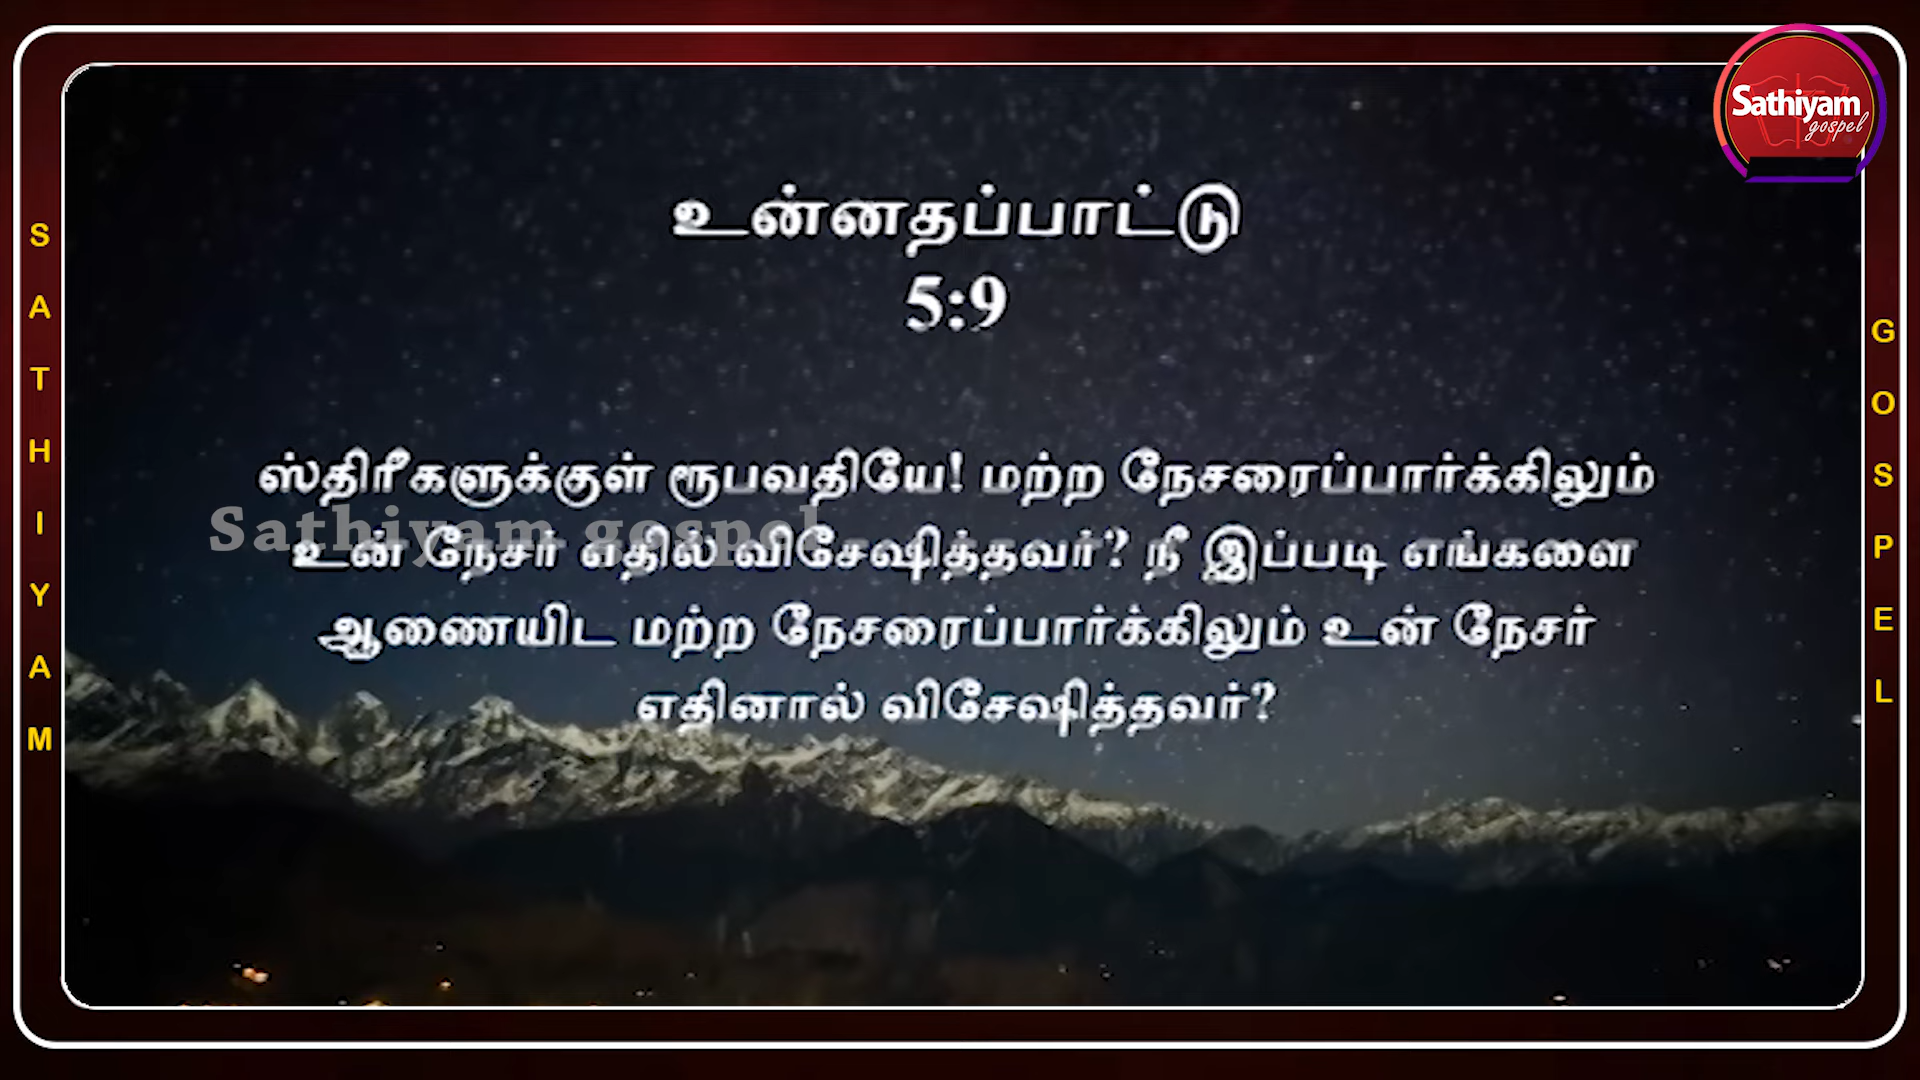 Sathiyam
gospel
உன்னதப்பாட்டு
5:9
ஸ்திரீகளுக்குள் ரூபவதியே! மற்ற நேசரைப்பார்க்கிலும்
உன் நேசர் எதில் விசேஷித்தவர்? நீ இப்படி எங்களை
ஆணையிட மற்ற நேசரைப்பார்க்கிலும் உன் நேசர்
எதினால் விசேஷித்தவர்?
Sathiyam gospel
SATHIYAM
GOSPEL